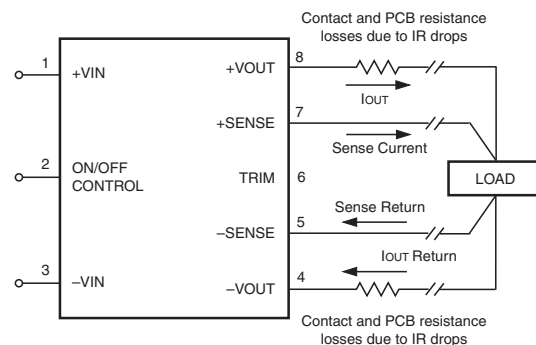 Contact and PCB resistance
losses due to IR drops
1
+VIN
+VOUT
8
IOUT
+SENSE
7
Sense Current
2
ON/OFF
CONTROL
TRIM
6
LOAD
Sense Return
–SENSE
5
IOUT Return
3
–VIN
–VOUT
4
Contact and PCB resistance
losses due to IR drops